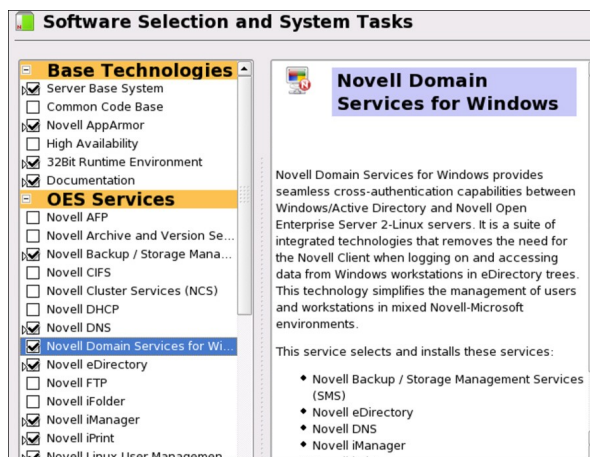 Software Selection and System Tasks
Base Technologies
Server Base System
Common Code Base
Novell AppArmor
High Availability
32Bit Runtime Environment
Documentation
OES Services
Novell AFP
Novell Archive and Version Se...
Novell Backup / Storage Mana...
Novell CIFS
Novell Cluster Services (NCS)
Novell DHCP
Novell DNS
Novell Domain Services for Wi...
Novell eDirectory
Novell FTP
Novell iFolder
Novell iManager
Novell iPrint
Novell Linux User Managemen
Novell Domain
Services for Windows
Novell Domain Services for Windows provides
seamless cross-authentication capabilities between
Windows/Active Directory and Novell Open
Enterprise Server 2-Linux servers. It is a suite of
integrated technologies that removes the need for
the Novell Client when logging on and accessing
data from Windows workstations in eDirectory trees.
This technology simplifies the management of users
and workstations in mixed Novell-Microsoft
environments.
This service selects and installs these services:
Novell Backup / Storage Management Services
(SMS)
Novell eDirectory
Novell DNS
Novell iManager